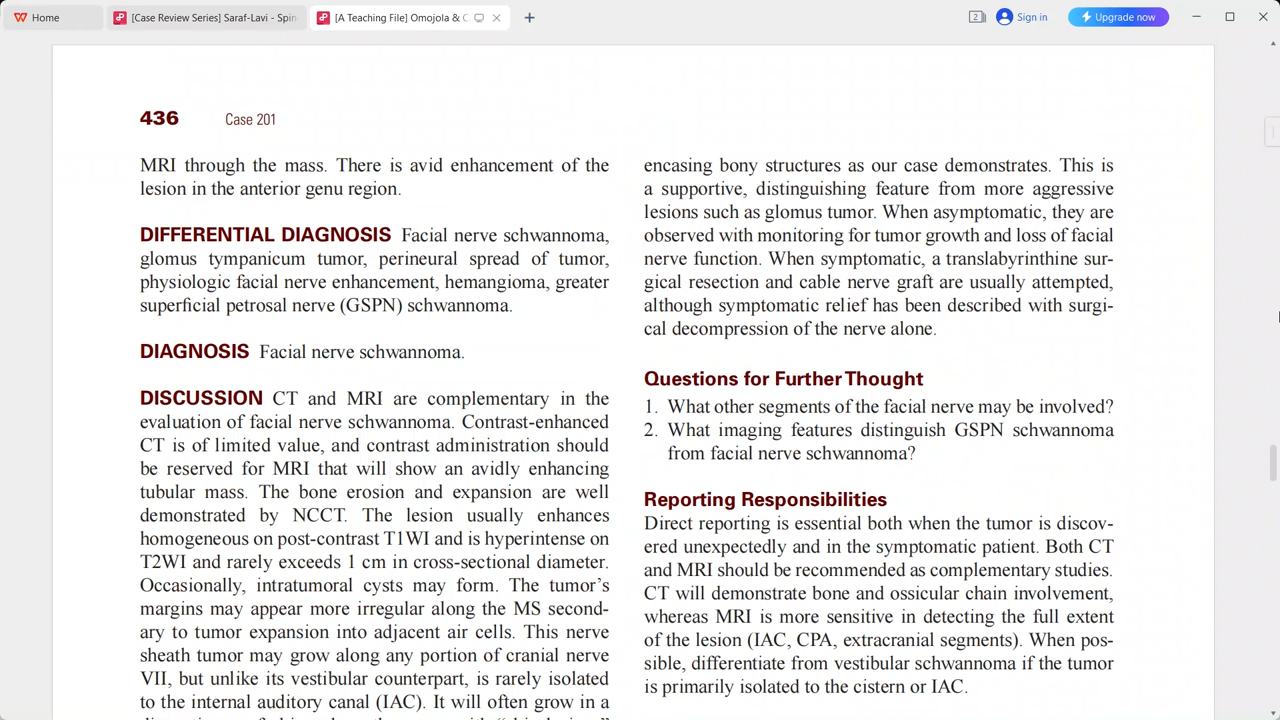 Home
[Case Review Series] Saraf-Lavi - Spin
[A Teaching File] Omojola & C
2
Sign in
Upgrade now
436
Case 201
MRI through the mass. There is avid enhancement of the
lesion in the anterior genu region.
DIFFERENTIAL DIAGNOSIS Facial nerve schwannoma,
glomus tympanicum tumor, perineural spread of tumor,
physiologic facial nerve enhancement, hemangioma, greater
superficial petrosal nerve (GSPN) schwannoma.
DIAGNOSIS Facial nerve schwannoma.
DISCUSSION CT and MRI are complementary in the
evaluation of facial nerve schwannoma. Contrast-enhanced
CT is of limited value, and contrast administration should
be reserved for MRI that will show an avidly enhancing
tubular mass. The bone erosion and expansion are well
demonstrated by NCCT. The lesion usually enhances
homogeneous on post-contrast T1WI and is hyperintense on
T2WI and rarely exceeds 1 cm in cross-sectional diameter.
Occasionally, intratumoral cysts may form. The tumor's
margins may appear more irregular along the MS second-
ary to tumor expansion into adjacent air cells. This nerve
sheath tumor may grow along any portion of cranial nerve
VII, but unlike its vestibular counterpart, is rarely isolated
to the internal auditory canal (IAC). It will often grow in a
encasing bony structures as our case demonstrates. This is
a supportive, distinguishing feature from more aggressive
lesions such as glomus tumor. When asymptomatic, they are
observed with monitoring for tumor growth and loss of facial
nerve function. When symptomatic, a translabyrinthine sur-
gical resection and cable nerve graft are usually attempted,
although symptomatic relief has been described with surgi-
cal decompression of the nerve alone.
Questions for Further Thought
1. What other segments of the facial nerve may be involved?
2. What imaging features distinguish GSPN schwannoma
from facial nerve schwannoma?
Reporting Responsibilities
Direct reporting is essential both when the tumor is discov-
ered unexpectedly and in the symptomatic patient. Both CT
and MRI should be recommended as complementary studies.
CT will demonstrate bone and ossicular chain involvement,
whereas MRI is more sensitive in detecting the full extent
of the lesion (IAC, CPA, extracranial segments). When pos-
sible, differentiate from vestibular schwannoma if the tumor
is primarily isolated to the cistern or IAC.